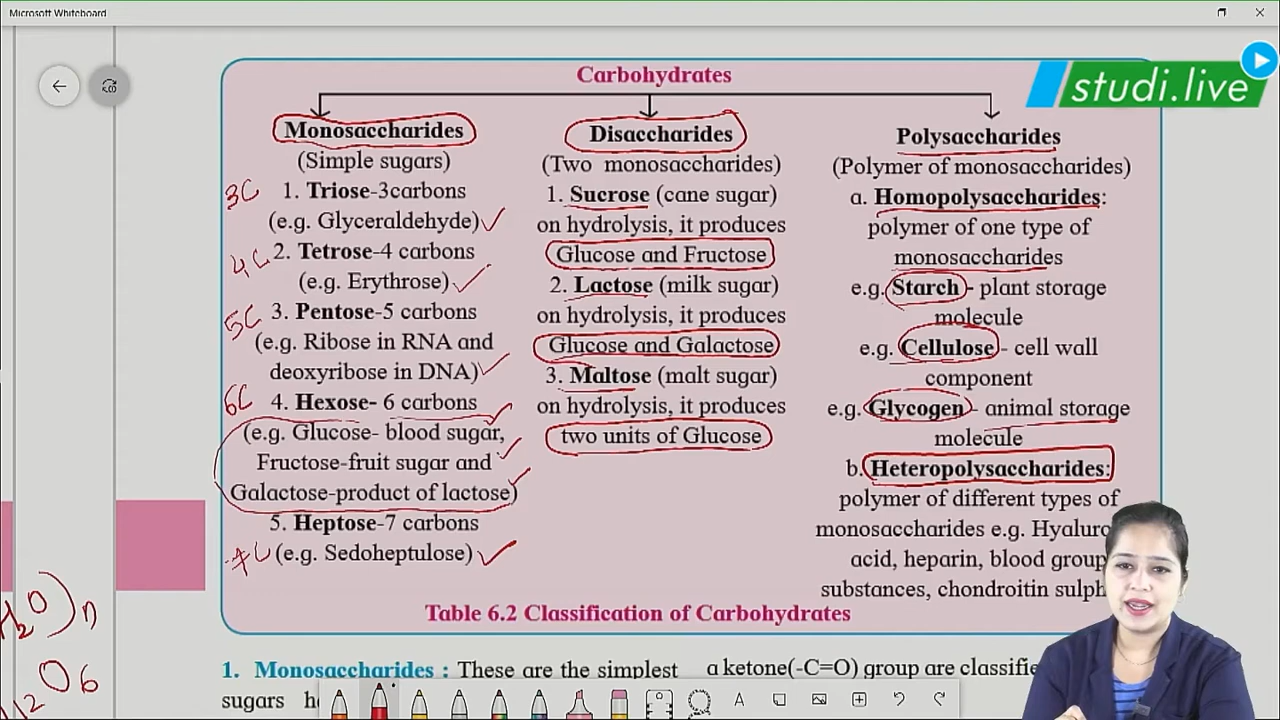 Microsoft Whiteboard
studi.live
Carbohydrates
Monosaccharides
(Simple sugars)
3C 1. Triose-3carbons
(e.g. Glyceraldehyde)
4C 2. Tetrose-4 carbons
(e.g. Erythrose)
5C 3. Pentose-5 carbons
(e.g. Ribose in RNA and
deoxyribose in DNA)
6C 4. Hexose- 6 carbons
(e.g. Glucose- blood sugar,
Fructose-fruit sugar and
Galactose-product of lactose)
5. Heptose-7 carbons
7C (e.g. Sedoheptulose)
Disaccharides
(Two monosaccharides)
1. Sucrose (cane sugar)
on hydrolysis, it produces
Glucose and Fructose
2. Lactose (milk sugar)
on hydrolysis, it produces
Glucose and Galactose
3. Maltose (malt sugar)
on hydrolysis, it produces
two units of Glucose
Polysaccharides
(Polymer of monosaccharides)
a. Homopolysaccharides:
polymer of one type of
monosaccharides
e.g. Starch - plant storage
molecule
e.g. Cellulose - cell wall
component
e.g. Glycogen - animal storage
molecule
b. Heteropolysaccharides:
polymer of different types of
monosaccharides e.g. Hyaluro
acid, heparin, blood group
substances, chondroitin sulph
Table 6.2 Classification of Carbohydrates
2O)n
2O6
1. Monosaccharides : These are the simplest
sugars h
a ketone(-C=O) group are classifie